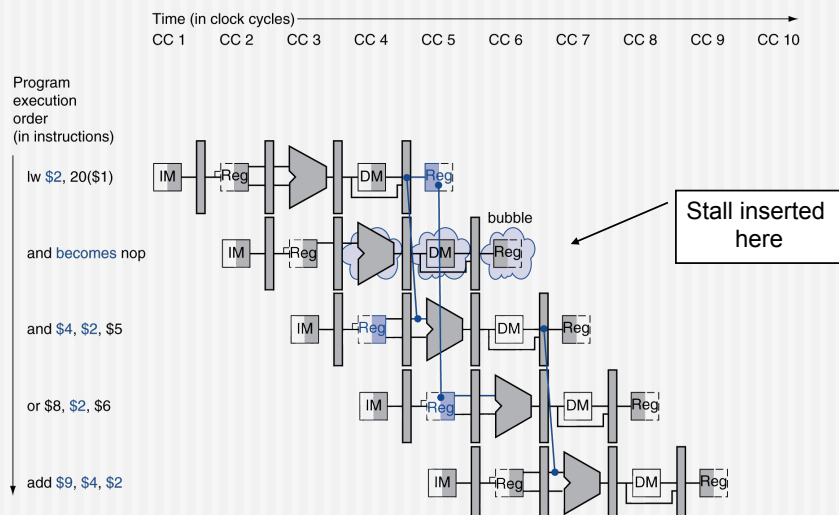 Time (in clock cycles)
CC 1 CC 2 CC 3 CC 4 CC 5 CC 6 CC 7 CC 8 CC 9 CC 10
Program
execution
order
(in instructions)
lw $2, 20($1) IM Reg DM Reg
bubble
Stall inserted
here
and becomes nop IM Reg DM Reg
and $4, $2, $5 IM Reg DM Reg
or $8, $2, $6 IM Reg DM Reg
add $9, $4, $2 IM Reg DM Reg